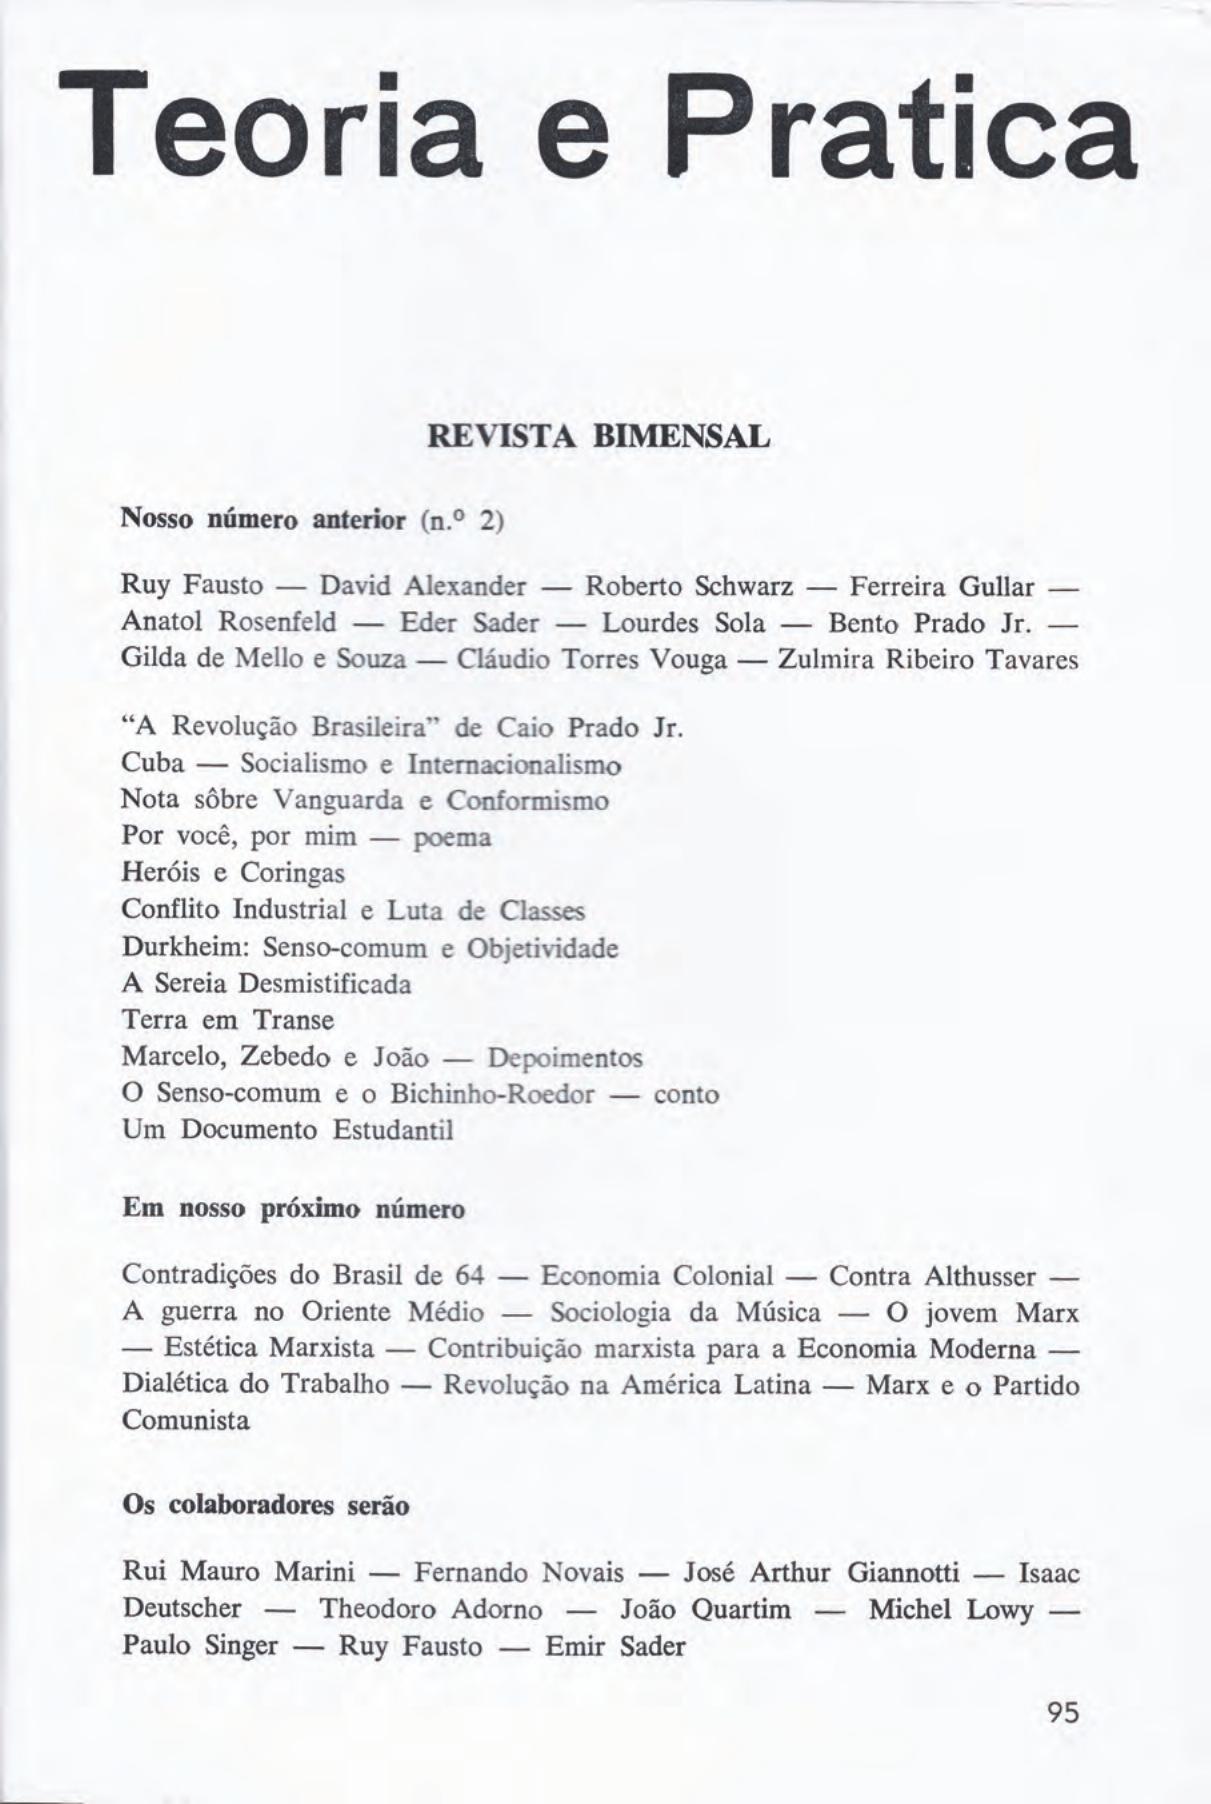 Teoria e Pratica
REVISTA BIMENSAL
Nosso número anterior (n.º 2)
Ruy Fausto — David Alexander — Roberto Schwarz — Ferreira Gullar —
Anatol Rosenfeld — Eder Sader — Lourdes Sola — Bento Prado Jr. —
Gilda de Mello e Souza — Cláudio Torres Vouga — Zulmira Ribeiro Tavares
“A Revolução Brasileira” de Caio Prado Jr.
Cuba — Socialismo e Internacionalismo
Nota sôbre Vanguarda e Conformismo
Por você, por mim — poema
Heróis e Coringas
Conflito Industrial e Luta de Classes
Durkheim: Senso-comum e Objetividade
A Sereia Desmistificada
Terra em Transe
Marcelo, Zebedo e João — Depoimentos
O Senso-comum e o Bichinho-Roedor — conto
Um Documento Estudantil
Em nosso próximo número
Contradições do Brasil de 64 — Economia Colonial — Contra Althusser —
A guerra no Oriente Médio — Sociologia da Música — O jovem Marx
— Estética Marxista — Contribuição marxista para a Economia Moderna —
Dialética do Trabalho — Revolução na América Latina — Marx e o Partido
Comunista
Os colaboradores serão
Rui Mauro Marini — Fernando Novais — José Arthur Giannotti — Isaac
Deutscher — Theodoro Adorno — João Quartim — Michel Lowy —
Paulo Singer — Ruy Fausto — Emir Sader
95